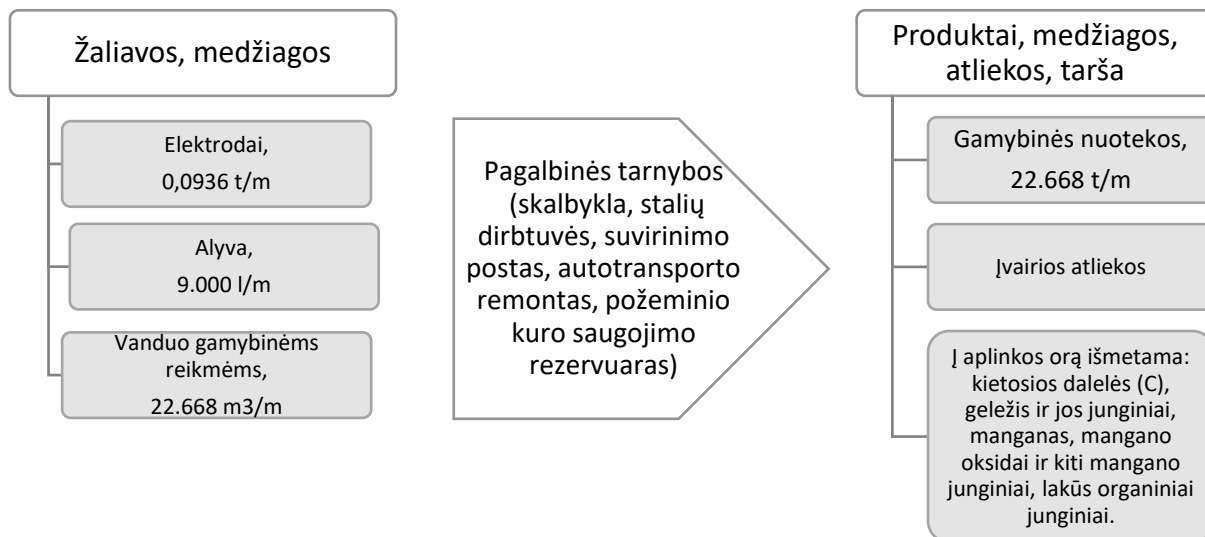 Žaliavos, medžiagos
Elektrodai,
0,0936 t/m
Alyva,
9.000 l/m
Vanduo gamybinėms
reikmėms,
22.668 m3/m
Pagalbinės tarnybos
(skalbykla, stalių
dirbtuvės, suvirinimo
postas, autotransporto
remontas, požeminio
kuro saugojimo
rezervuaras)
Produktai, medžiagos,
atliekos, tarša
Gamybinės nuotekos,
22.668 t/m
Įvairios atliekos
Į aplinkos orą išmetama:
kietosios dalelės (C),
geležis ir jos junginiai,
manganas, mangano
oksidai ir kiti mangano
junginiai, lakūs organiniai
junginiai.